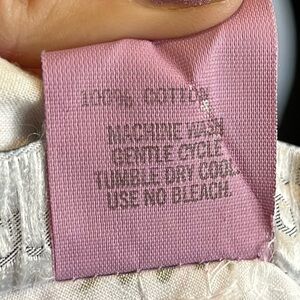 100% COTTON
MACHINE WASH
GENTLE CYCLE
TUMBLE DRY COOL.
USE NO BLEACH.